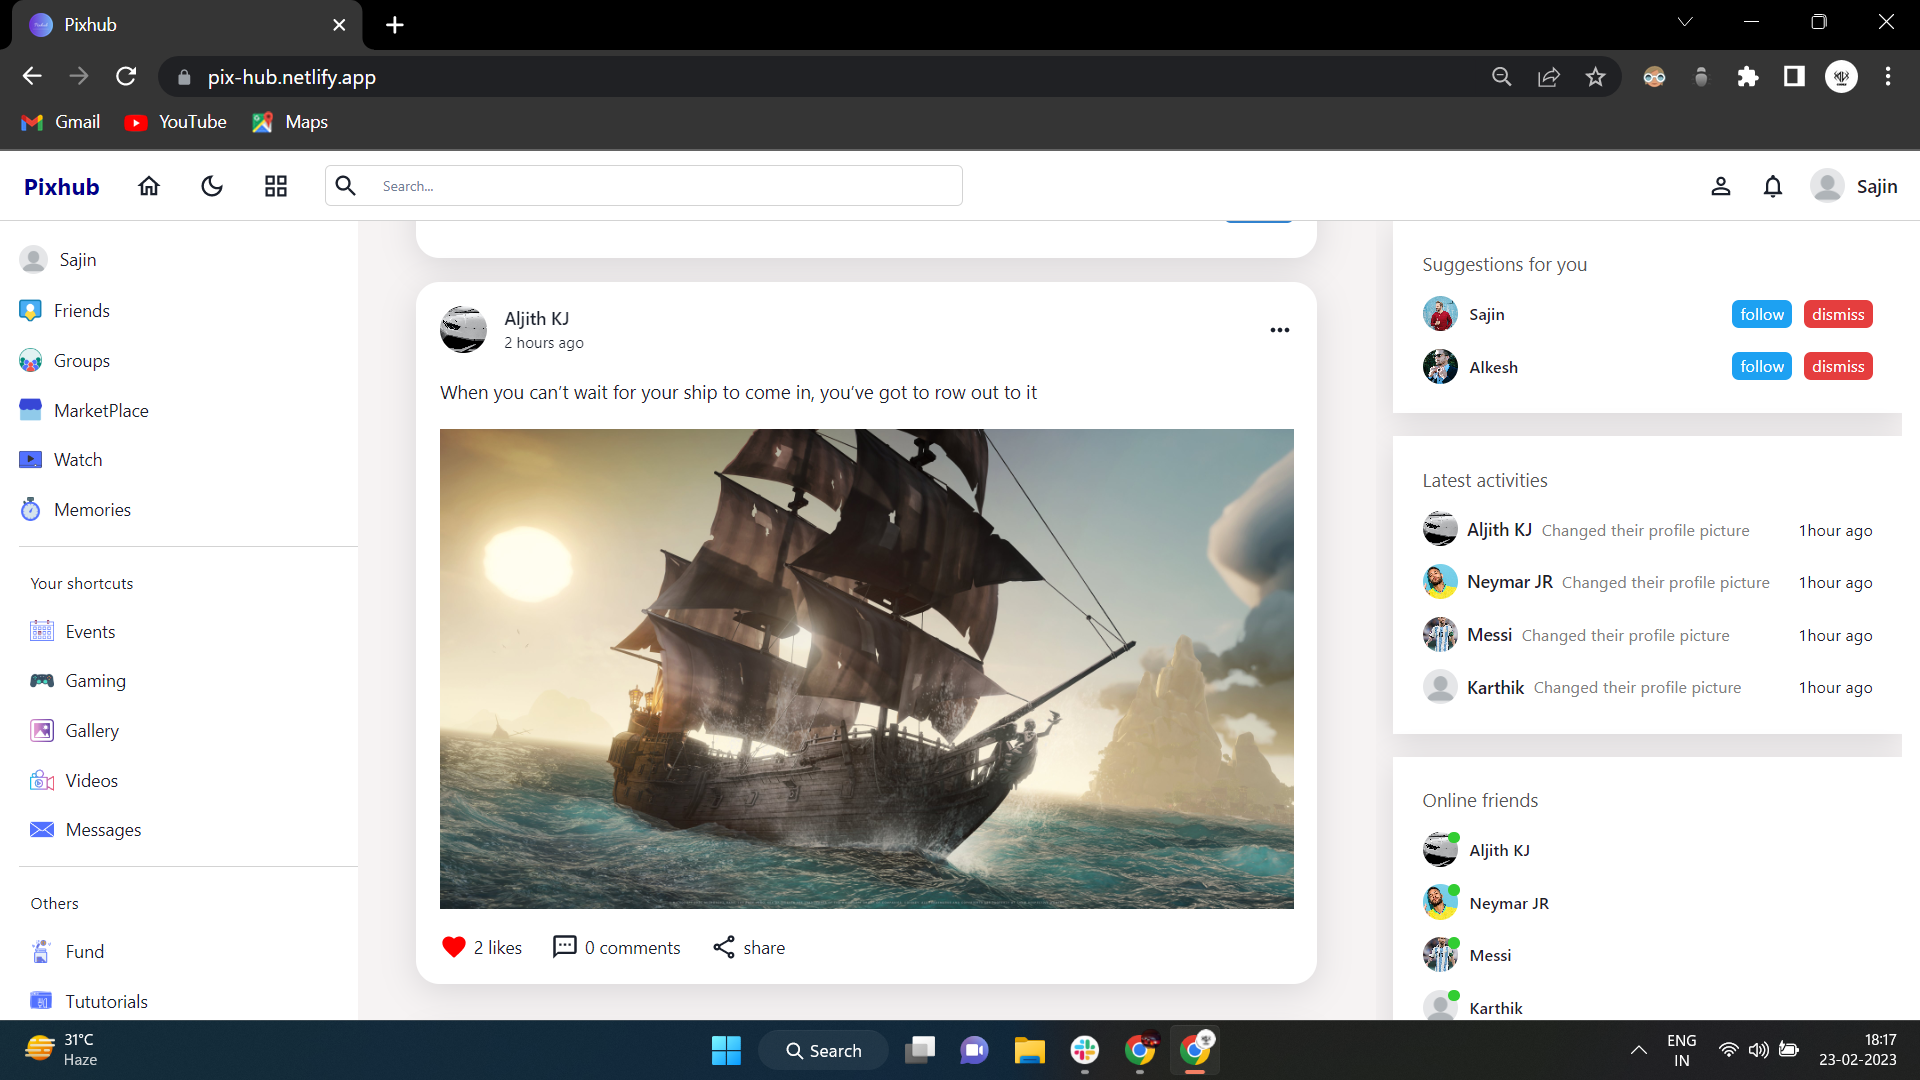 Pixhub
pix-hub.netlify.app
Gmail
YouTube
Maps
Pixhub
Search...
Sajin
Sajin
Friends
Groups
MarketPlace
Watch
Memories
Your shortcuts
Events
Gaming
Gallery
Videos
Messages
Others
Fund
Tututorials
Aljith KJ
2 hours ago
When you can’t wait for your ship to come in, you’ve got to row out to it
2 likes
0 comments
share
Suggestions for you
Sajin follow dismiss
Alkesh follow dismiss
Latest activities
Aljith KJ Changed their profile picture 1hour ago
Neymar JR Changed their profile picture 1hour ago
Messi Changed their profile picture 1hour ago
Karthik Changed their profile picture 1hour ago
Online friends
Aljith KJ
Neymar JR
Messi
Karthik
31°C
Haze
Search
ENG
IN
18:17
23-02-2023